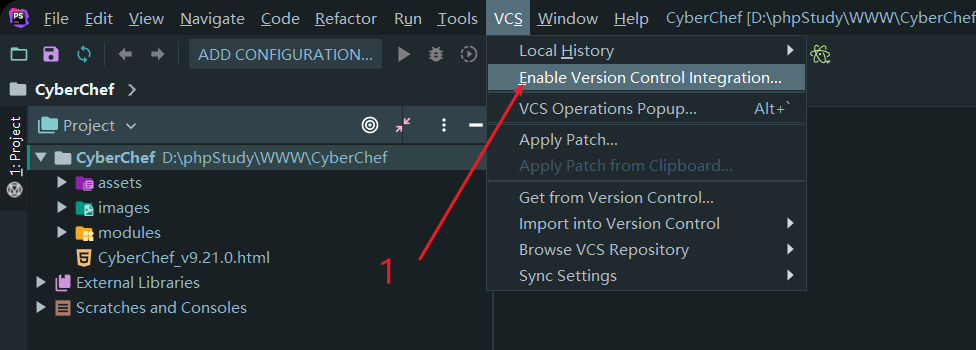 PS File Edit View Navigate Code Refactor Run Tools VCS Window Help CyberChef [D:\phpStudy\WWW\CyberChef
ADD CONFIGURATION...
Local History
Enable Version Control Integration...
CyberChef
VCS Operations Popup... Alt+`
1: Project
Project
Apply Patch...
CyberChef D:\phpStudy\WWW\CyberChef
Apply Patch from Clipboard...
assets
Get from Version Control...
images
Import into Version Control
modules
Browse VCS Repository
CyberChef_v9.21.0.html
1
Sync Settings
External Libraries
Scratches and Consoles